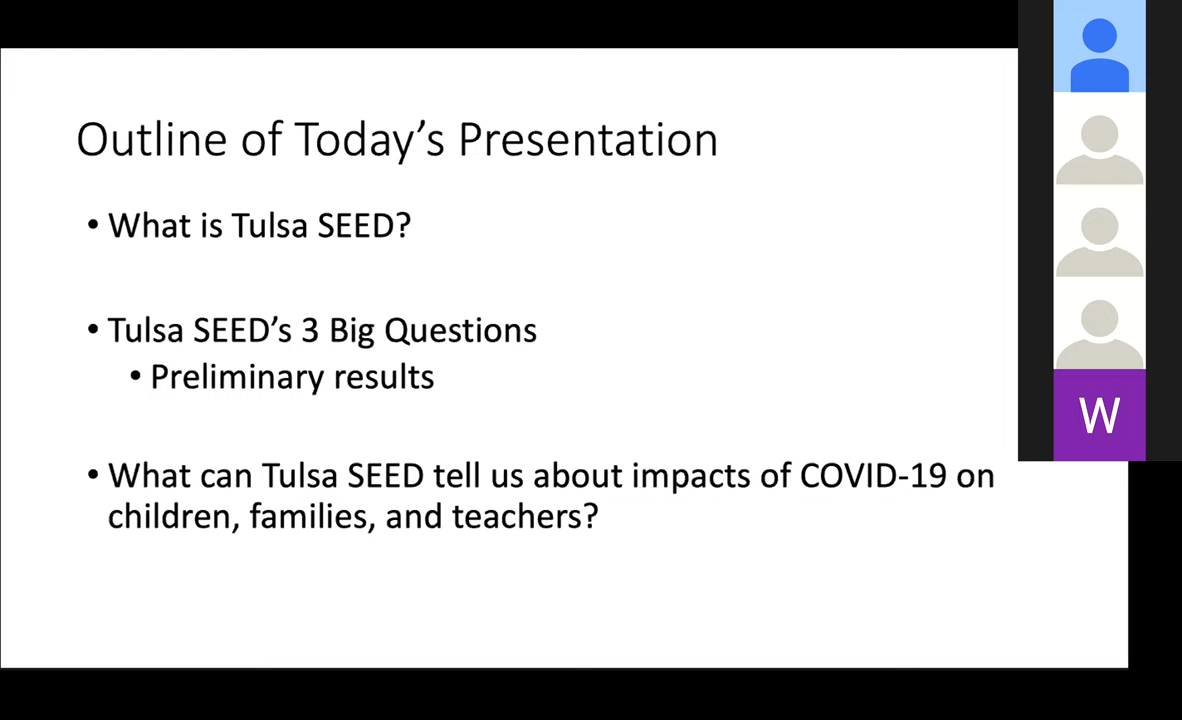 Outline of Today's Presentation
• What is Tulsa SEED?
• Tulsa SEED's 3 Big Questions
• Preliminary results
• What can Tulsa SEED tell us about impacts of COVID-19 on
children, families, and teachers?
W